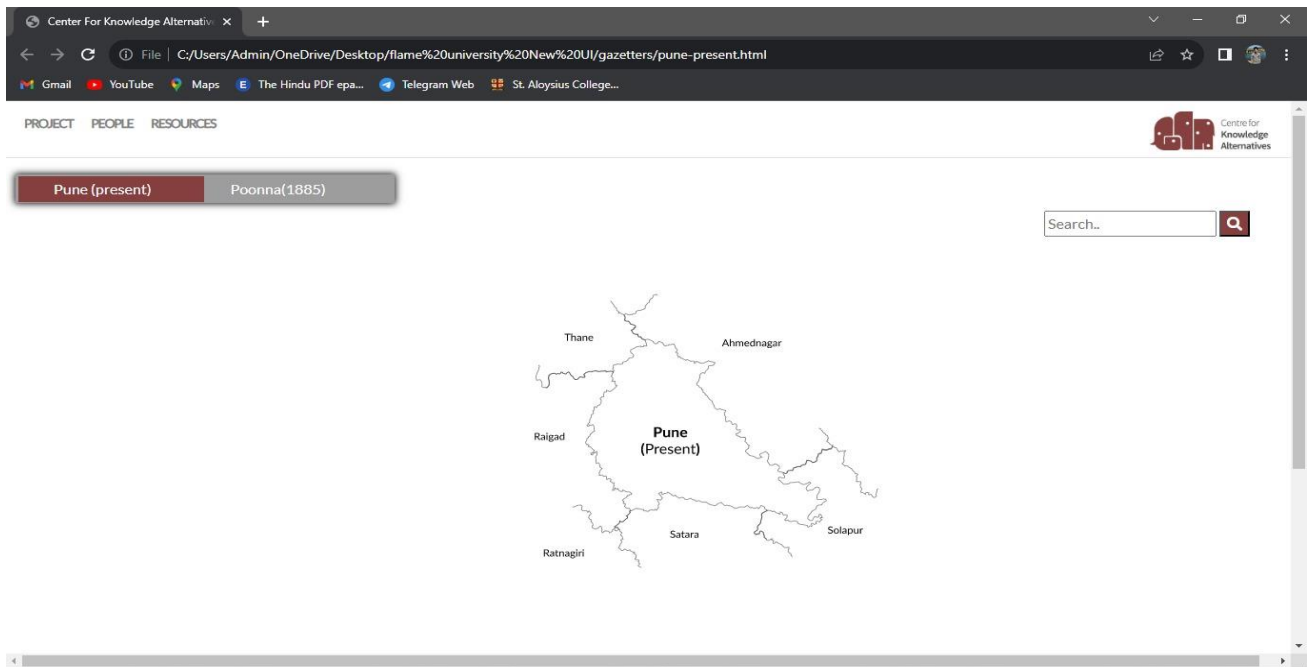 Center For Knowledge Alternativ
File | C:/Users/Admin/OneDrive/Desktop/flame%20university%20New%20UI/gazetters/pune-present.html
Gmail YouTube Maps E The Hindu PDF epa... Telegram Web St. Aloysius College...
PROJECT PEOPLE RESOURCES
Centre for
Knowledge
Alternatives
Pune (present) Poonna(1885)
Search..
Thane Ahmednagar
Raigad
Pune
(Present)
Satara Solapur
Ratnagiri